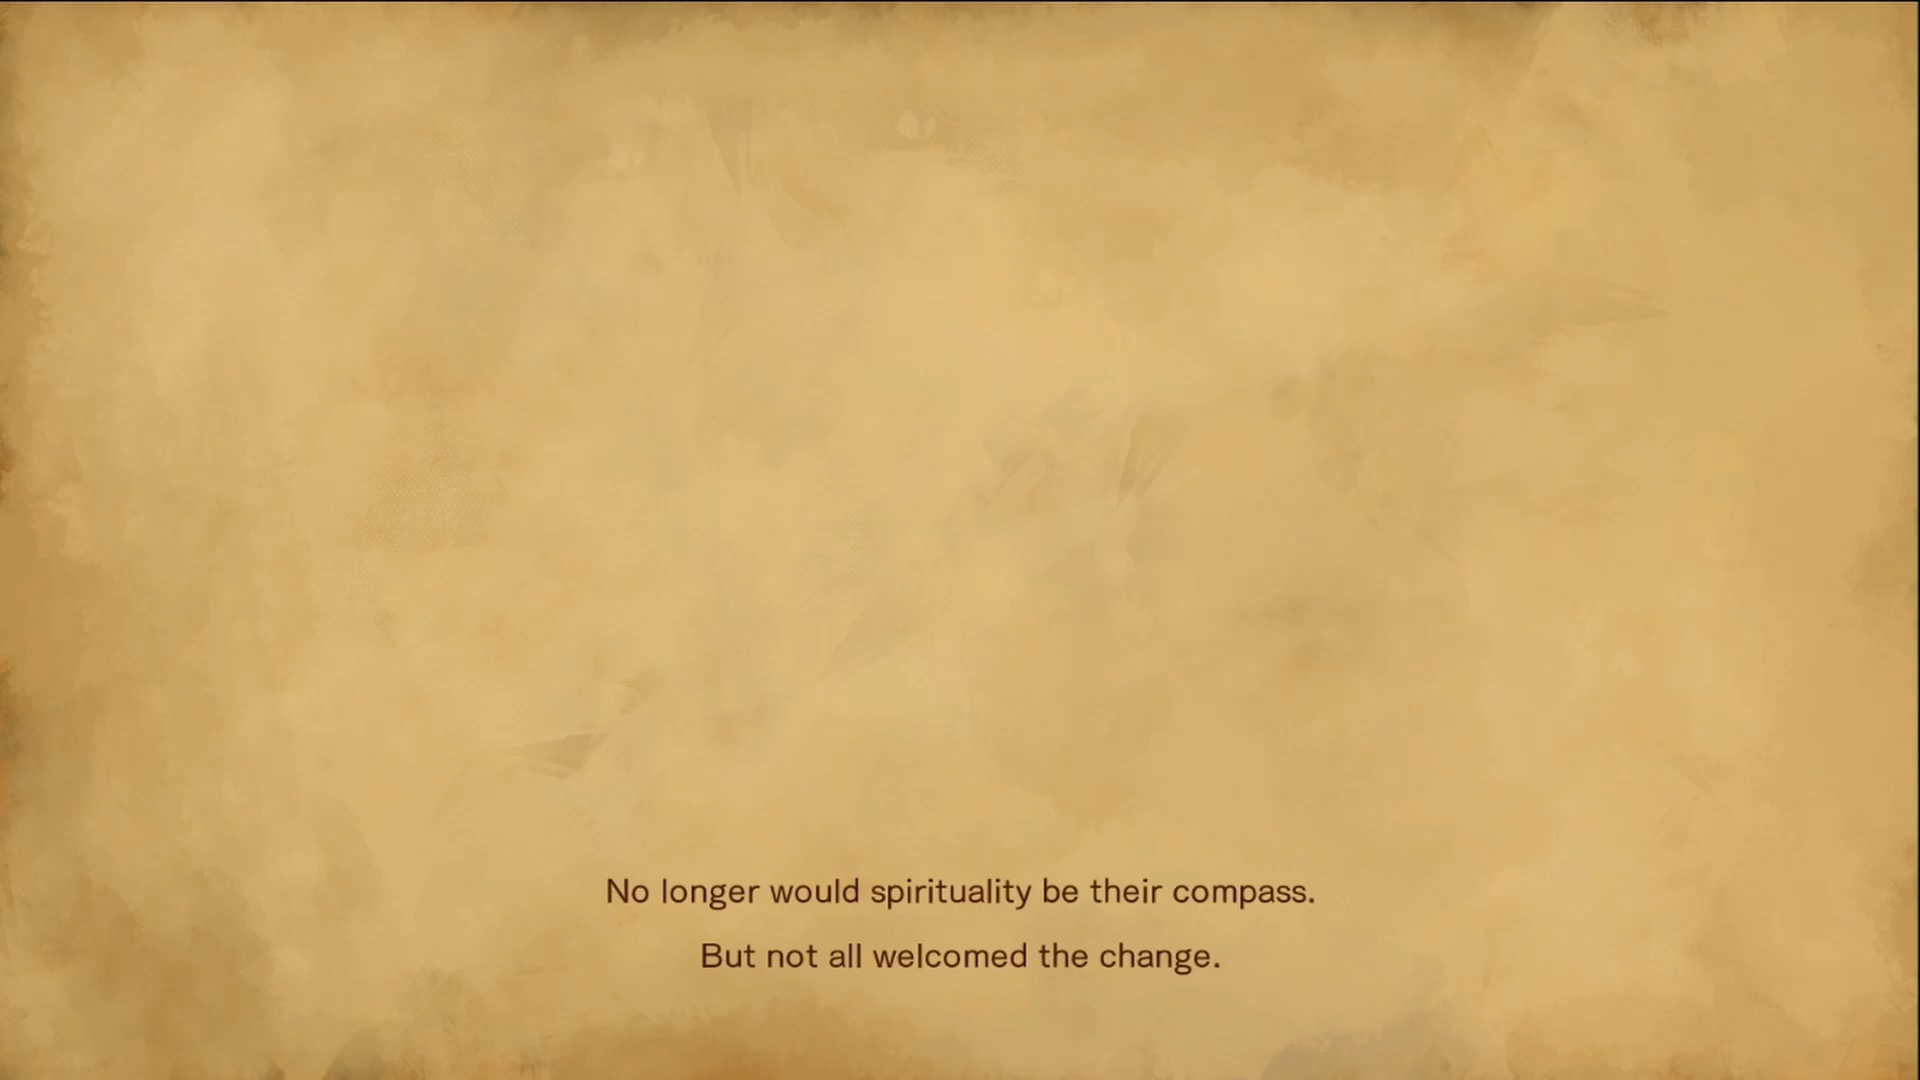 No longer would spirituality be their compass.
But not all welcomed the change.